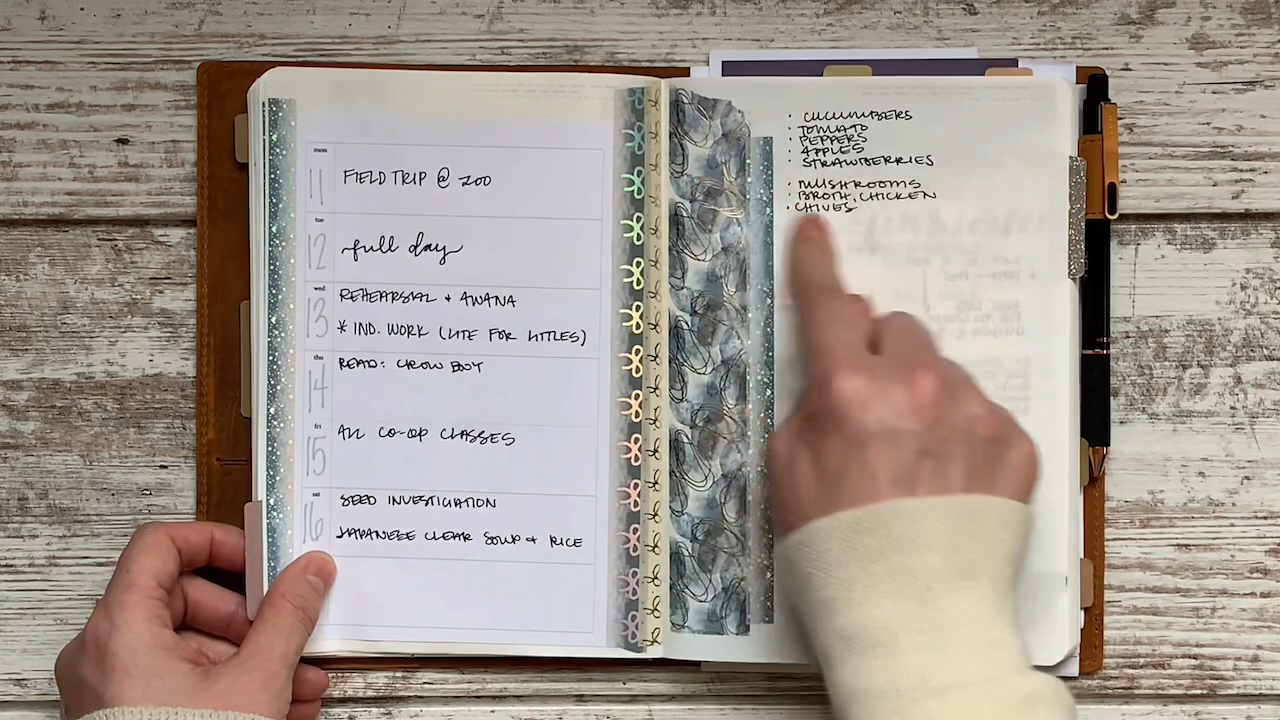 mon
11
FIELD TRIP @ ZOO
tue
12
full day
wed
13
REHEARSAL + AWANA
* IND. WORK (LITE FOR LITTLES)
thu
14
READ: CROW BOY
fri
15
ALL CO-OP CLASSES
sat
16
SEED INVESTIGATION
JAPANESE CLEAR SOUP + RICE
• CUCUMBERS
• TOMATO
• PEPPERS
• APPLES
• STRAWBERRIES
• MUSHROOMS
• BROTH, CHICKEN
• CHIVES